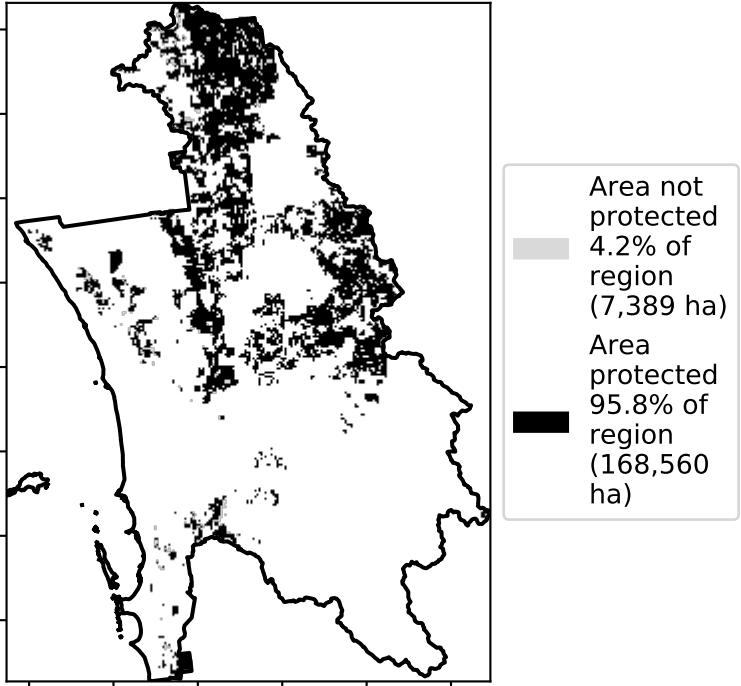 Area not
protected
4.2% of
region
(7,389 ha)
Area
protected
95.8% of
region
(168,560
ha)